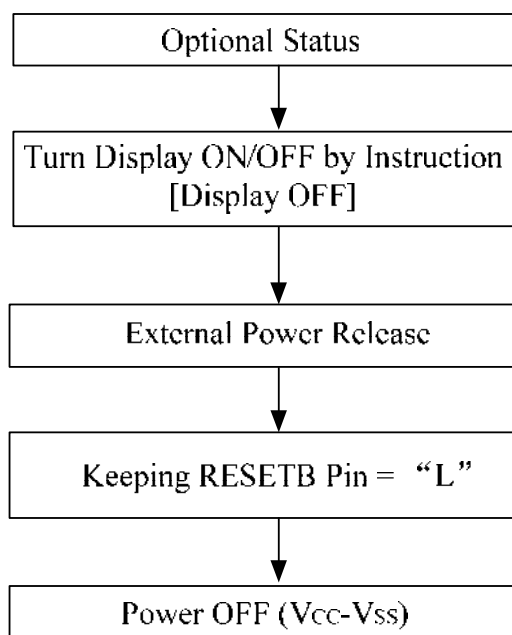 Optional Status
Turn Display ON/OFF by Instruction
[Display OFF]
External Power Release
Keeping RESETB Pin = “L”
Power OFF (VCC-VSS)